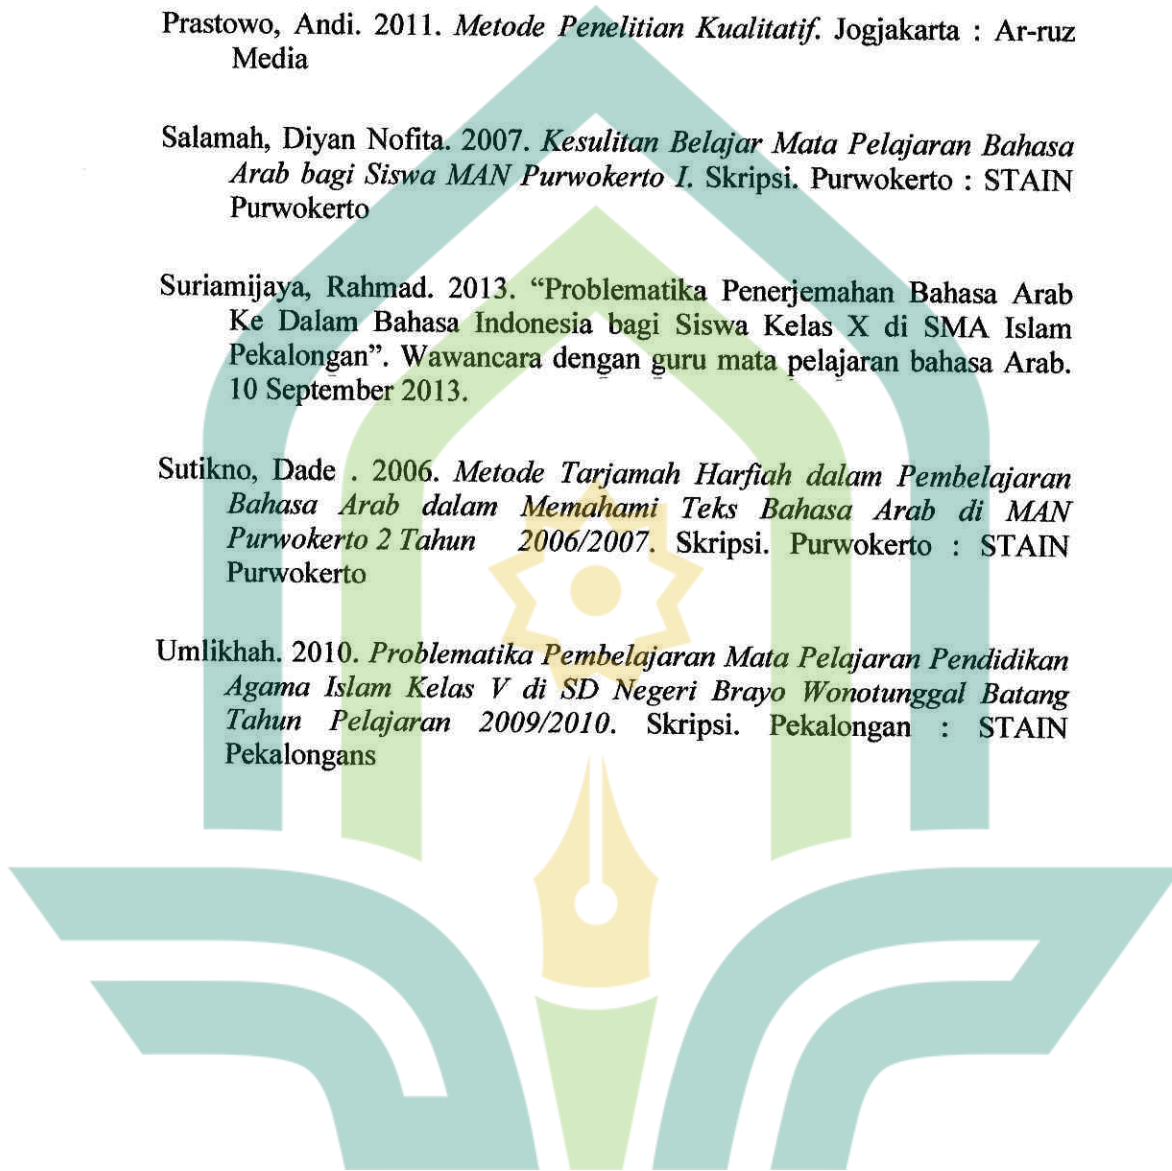 Prastowo, Andi. 2011. Metode Penelitian Kualitatif. Jogjakarta : Ar-ruz
Media
Salamah, Diyan Nofita. 2007. Kesulitan Belajar Mata Pelajaran Bahasa
Arab bagi Siswa MAN Purwokerto I. Skripsi. Purwokerto : STAIN
Purwokerto
Suriamijaya, Rahmad. 2013. “Problematika Penerjemahan Bahasa Arab
Ke Dalam Bahasa Indonesia bagi Siswa Kelas X di SMA Islam
Pekalongan”. Wawancara dengan guru mata pelajaran bahasa Arab.
10 September 2013.
Sutikno, Dade . 2006. Metode Tarjamah Harfiah dalam Pembelajaran
Bahasa Arab dalam Memahami Teks Bahasa Arab di MAN
Purwokerto 2 Tahun 2006/2007. Skripsi. Purwokerto : STAIN
Purwokerto
Umlikhah. 2010. Problematika Pembelajaran Mata Pelajaran Pendidikan
Agama Islam Kelas V di SD Negeri Brayo Wonotunggal Batang
Tahun Pelajaran 2009/2010. Skripsi. Pekalongan : STAIN
Pekalongans